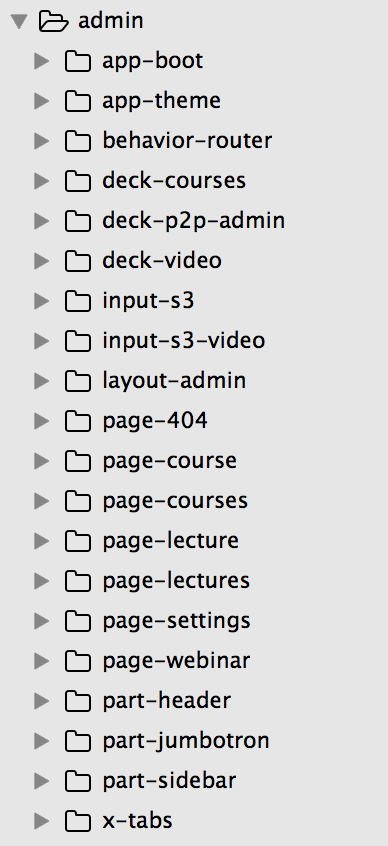 admin
app-boot
app-theme
behavior-router
deck-courses
deck-p2p-admin
deck-video
input-s3
input-s3-video
layout-admin
page-404
page-course
page-courses
page-lecture
page-lectures
page-settings
page-webinar
part-header
part-jumbotron
part-sidebar
x-tabs